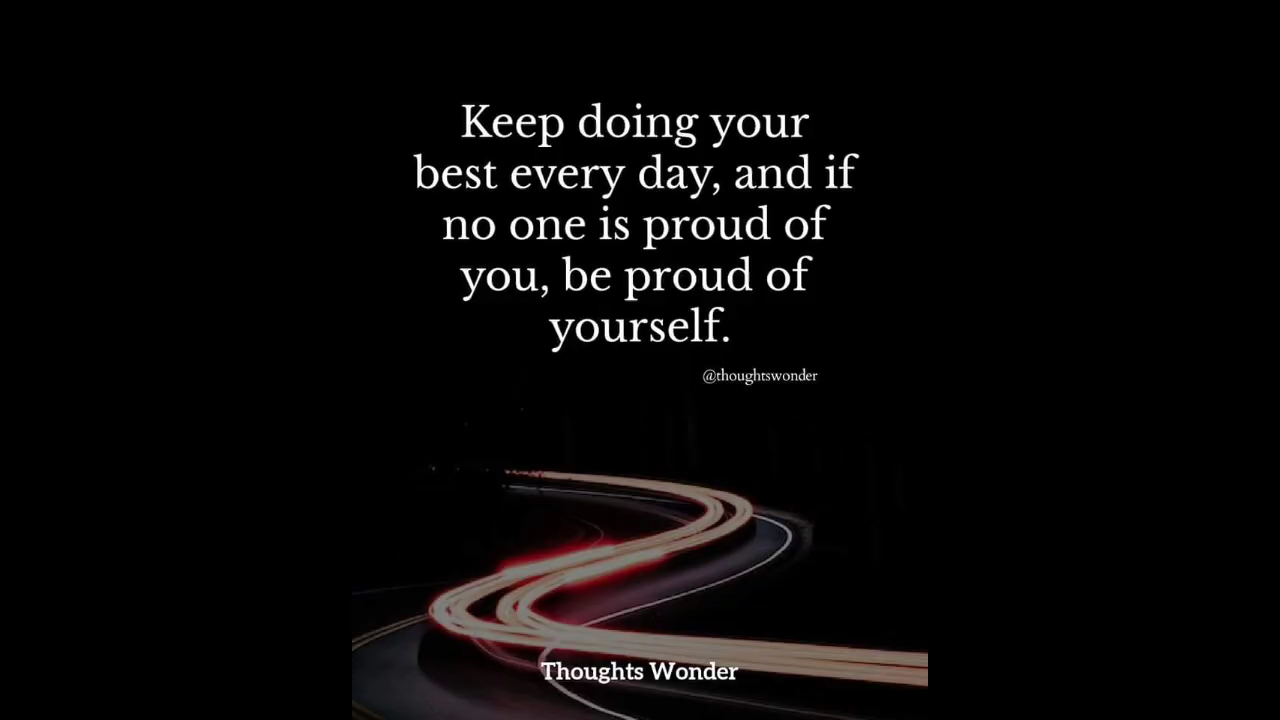 Keep doing your
best every day, and if
no one is proud of
you, be proud of
yourself.
@thoughtswonder
Thoughts Wonder